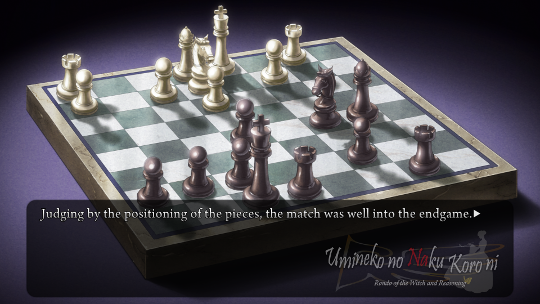 Judging by the positioning of the pieces, the match was well into the endgame.
Umineko no Naku Koro ni
Rondo of the Witch and Reasoning